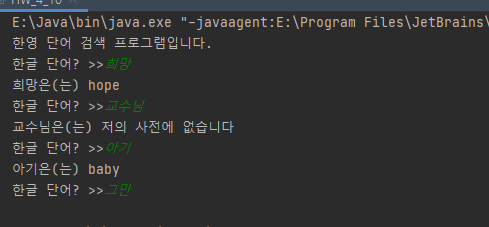 E:\Java\bin\java.exe "-javaagent:E:\Program Files\JetBrains\
한영 단어 검색 프로그램입니다.
한글 단어? >>희망
희망은(는) hope
한글 단어? >>교수님
교수님은(는) 저의 사전에 없습니다
한글 단어? >>아기
아기은(는) baby
한글 단어? >>그만